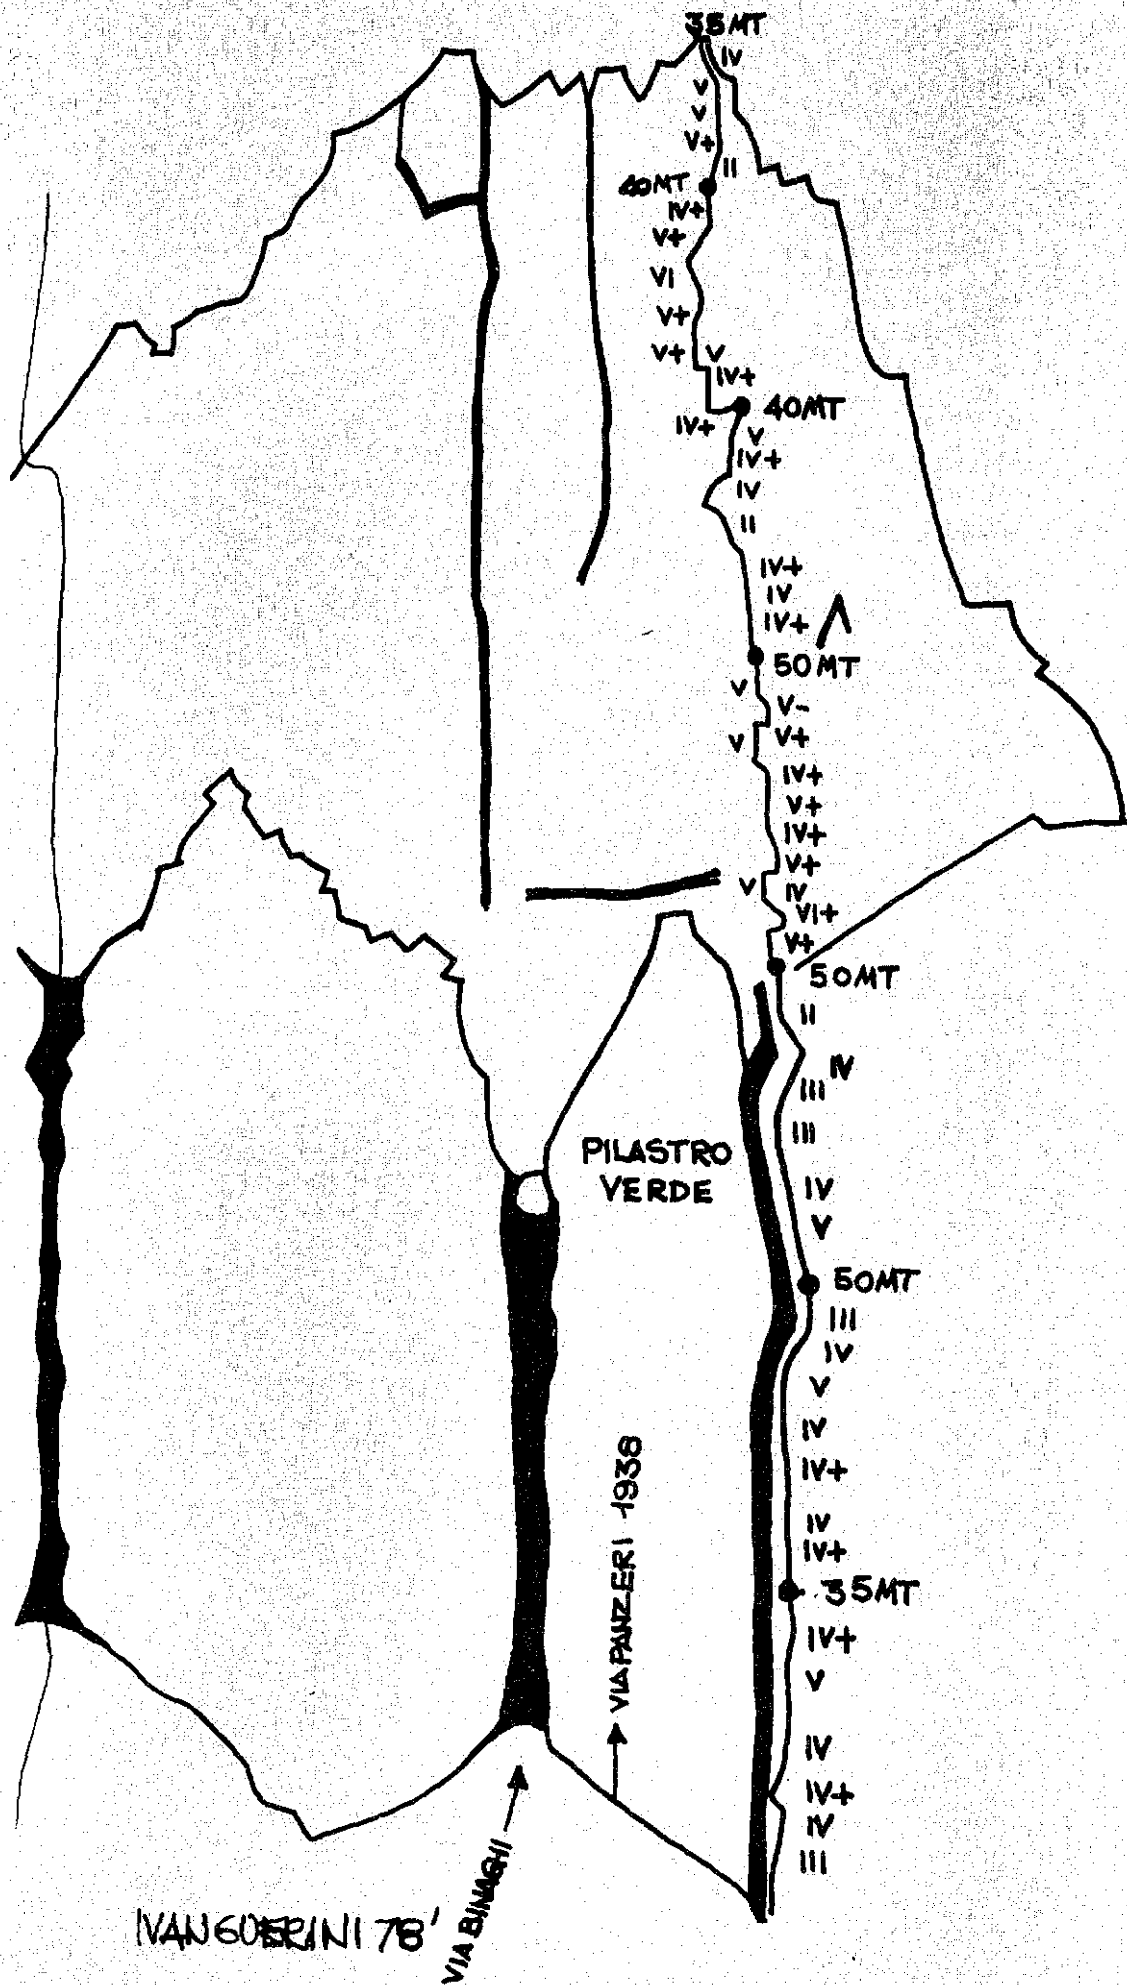 35MT
IV
V
V
V+
II
40MT
IV+
V+
VI
V+
V+ V
IV+
40MT
IV+ V
IV+
IV
II
IV+
IV
IV+
50MT
V
V-
V V+
IV+
V+
IV+
V+
V IV
VI+
V+
50MT
II
IV
III
III
PILASTRO
VERDE
IV
V
50MT
III
IV
V
IV
IV+
IV
IV+
35MT
IV+
V
IV
IV+
IV
III
VIA PANZERI 1938
VIA BINAGHI
IVAN GUERINI 78'